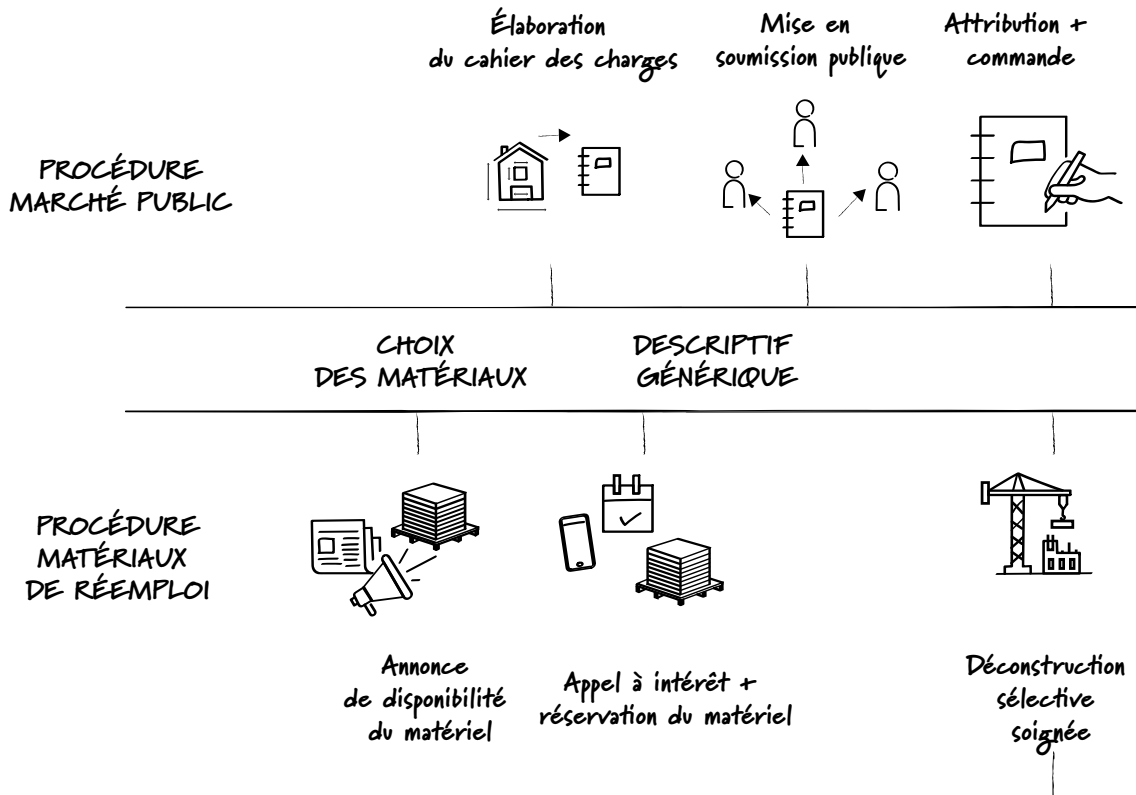 Élaboration
du cahier des charges
Mise en
soumission publique
Attribution +
commande
PROCÉDURE
MARCHÉ PUBLIC
CHOIX
DES MATÉRIAUX
DESCRIPTIF
GÉNÉRIQUE
PROCÉDURE
MATÉRIAUX
DE RÉEMPLOI
Annonce
de disponibilité
du matériel
Appel à intérêt +
réservation du matériel
Déconstruction
sélective
soignée